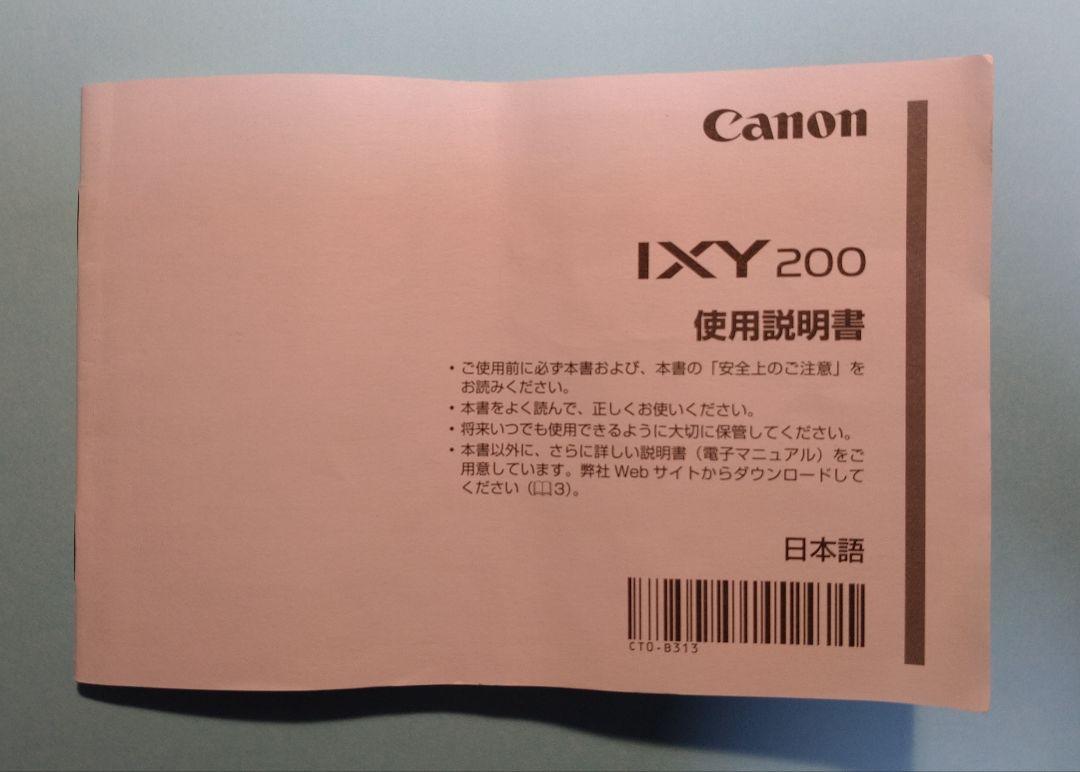 Canon
IXY 200
使用説明書
・ご使用前に必ず本書および、本書の「安全上のご注意」を
お読みください。
・本書をよく読んで、正しくお使いください。
・将来いつでも使用できるように大切に保管してください。
・本書以外に、さらに詳しい説明書（電子マニュアル）をご
用意しています。弊社 Web サイトからダウンロードして
ください（📖3）。
日本語
CT0-B313